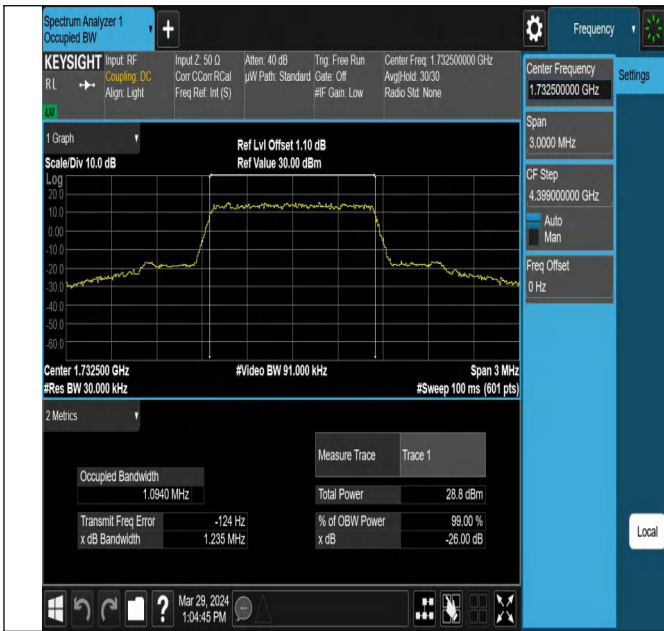 Spectrum Analyzer 1
Occupied BW
+
Frequency
KEYSIGHT
RL
LXI
Input: RF
Coupling: DC
Align: Light
Input Z: 50 Ω
Corr CCorr RCal
Freq Ref: Int (S)
Atten: 40 dB
µW Path: Standard
Trig: Free Run
Gate: Off
#IF Gain: Low
Center Freq: 1.732500000 GHz
Avg|Hold: 30/30
Radio Std: None
Center Frequency
1.732500000 GHz
Settings
Span
3.0000 MHz
CF Step
4.399000000 GHz
Auto
Man
Freq Offset
0 Hz
Local
1 Graph
Scale/Div 10.0 dB
Ref Lvl Offset 1.10 dB
Ref Value 30.00 dBm
Log
20.0
10.0
0.00
-10.0
-20.0
-30.0
-40.0
-50.0
-60.0
Center 1.732500 GHz
#Video BW 91.000 kHz
Span 3 MHz
#Res BW 30.000 kHz
#Sweep 100 ms (601 pts)
2 Metrics
Measure Trace Trace 1
Occupied Bandwidth
1.0940 MHz
Total Power 28.8 dBm
Transmit Freq Error -124 Hz
% of OBW Power 99.00 %
x dB Bandwidth 1.235 MHz
x dB -26.00 dB
?
Mar 29, 2024
1:04:45 PM